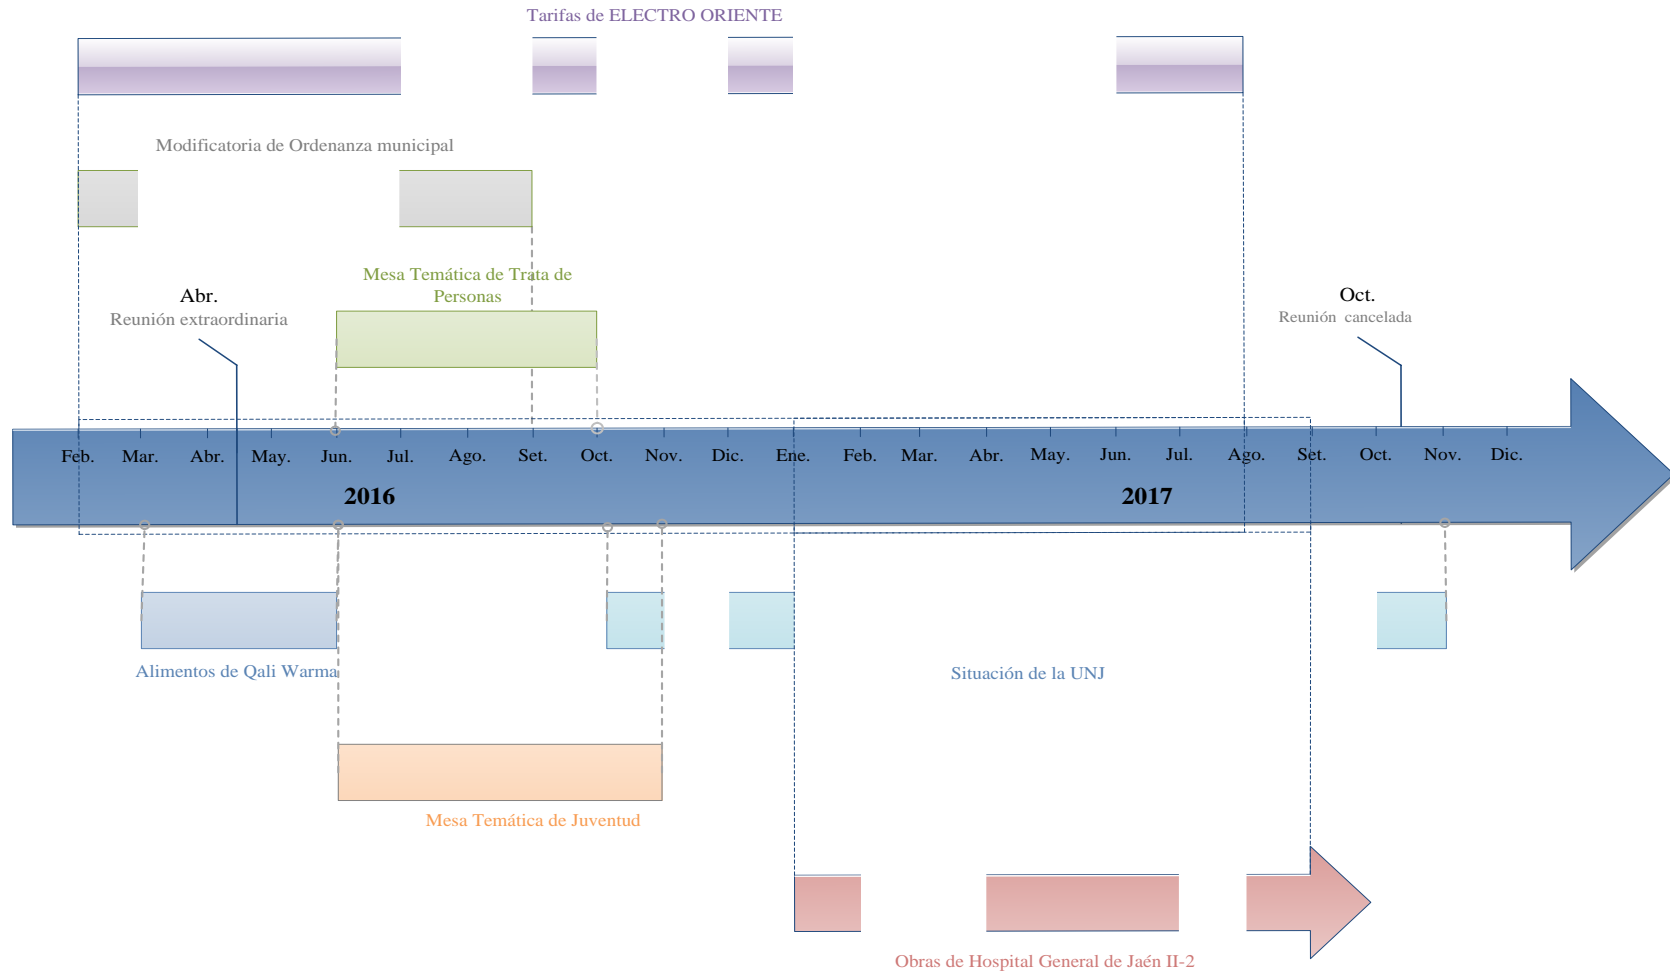 Tarifas de ELECTRO ORIENTE
Modificatoria de Ordenanza municipal
Mesa Temática de Trata de
Personas
Abr.
Reunión extraordinaria
Oct.
Reunión cancelada
Feb. Mar. Abr. May. Jun. Jul. Ago. Set. Oct. Nov. Dic. Ene. Feb. Mar. Abr. May. Jun. Jul. Ago. Set. Oct. Nov. Dic.
2016 2017
Alimentos de Qali Warma
Situación de la UNJ
Mesa Temática de Juventud
Obras de Hospital General de Jaén II-2